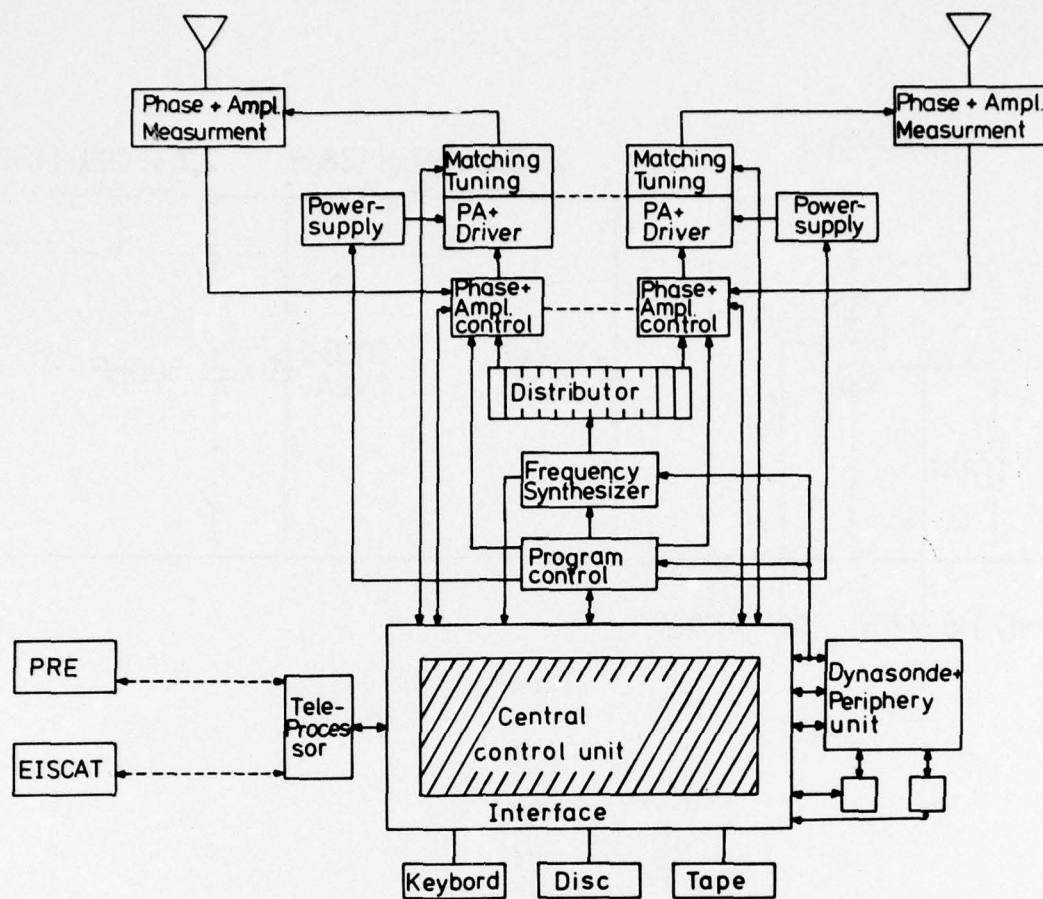 Phase + Ampl.
Measurment
Phase + Ampl.
Measurment
Matching
Tuning
PA+
Driver
Matching
Tuning
PA+
Driver
Power-
supply
Power-
supply
Phase+
Ampl.
control
Phase+
Ampl.
control
Distributor
Frequency
Synthesizer
Program
control
PRE
EISCAT
Tele-
Proces
sor
Central
control unit
Interface
Dynasonde+
Periphery
unit
Keybord
Disc
Tape